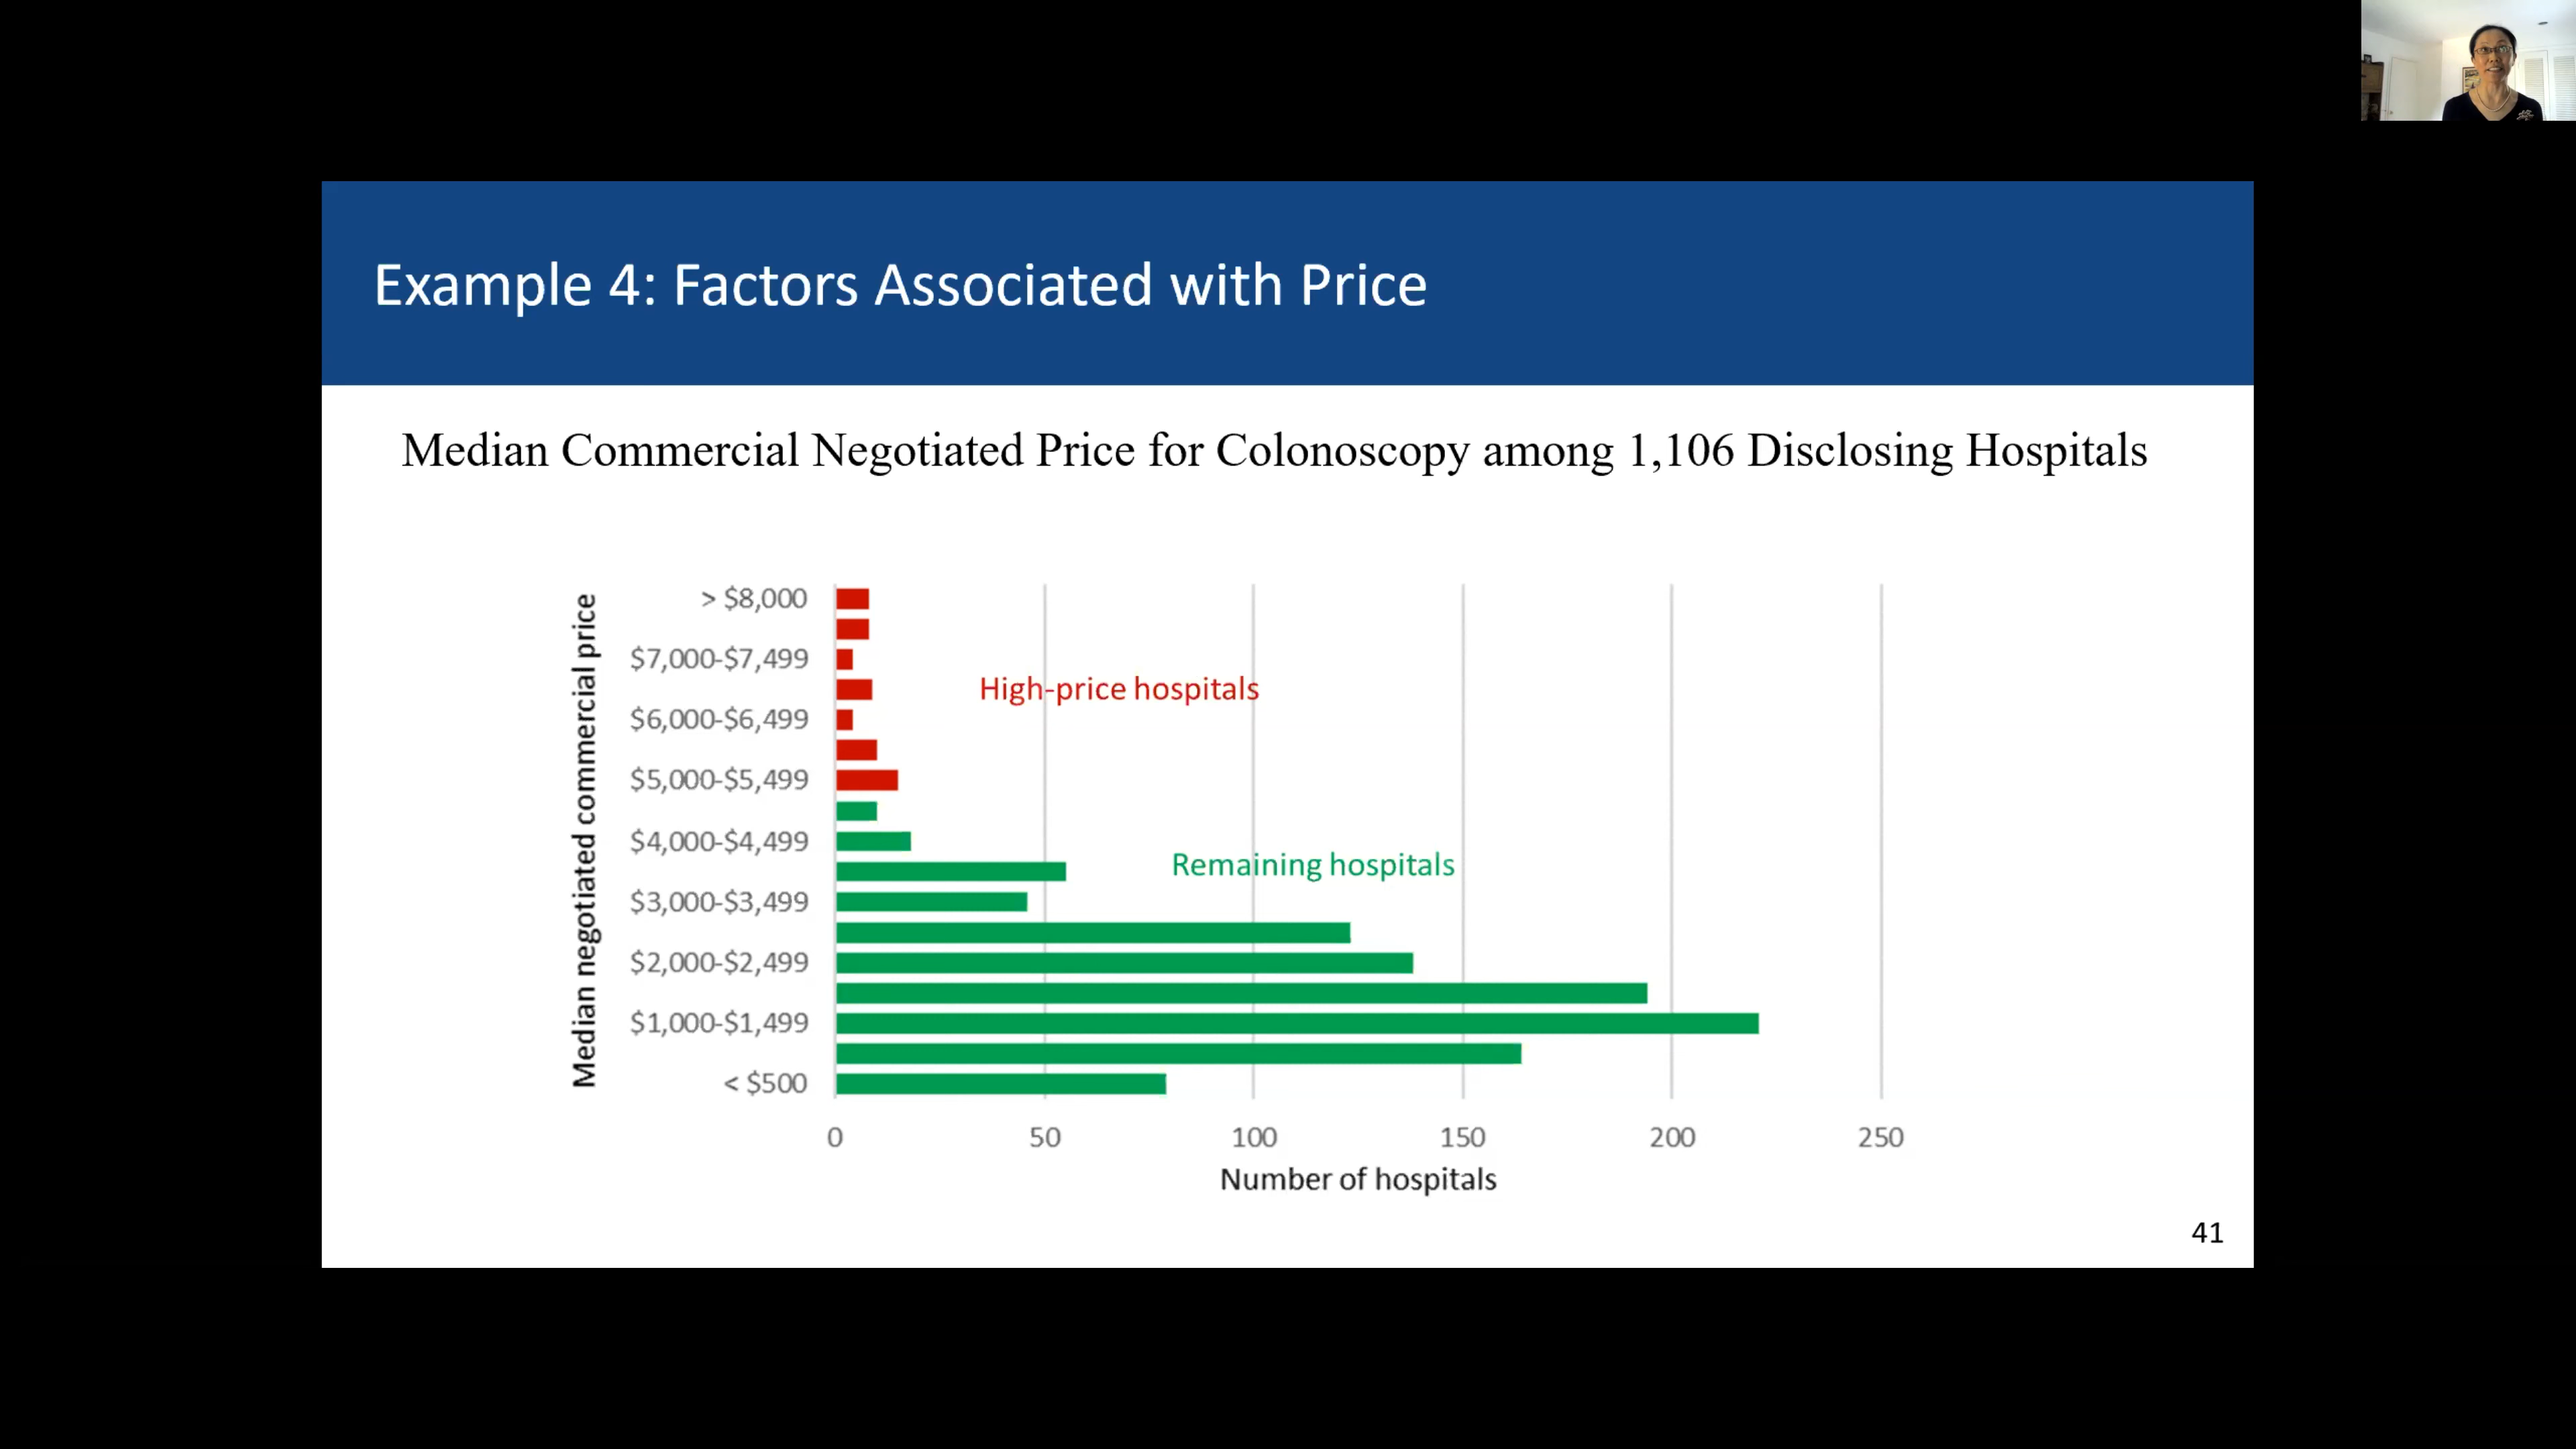 Example 4: Factors Associated with Price
Median Commercial Negotiated Price for Colonoscopy among 1,106 Disclosing Hospitals
Median negotiated commercial price
> $8,000
$7,000-$7,499
High-price hospitals
$6,000-$6,499
$5,000-$5,499
$4,000-$4,499
Remaining hospitals
$3,000-$3,499
$2,000-$2,499
$1,000-$1,499
< $500
0 50 100 150 200 250
Number of hospitals
41